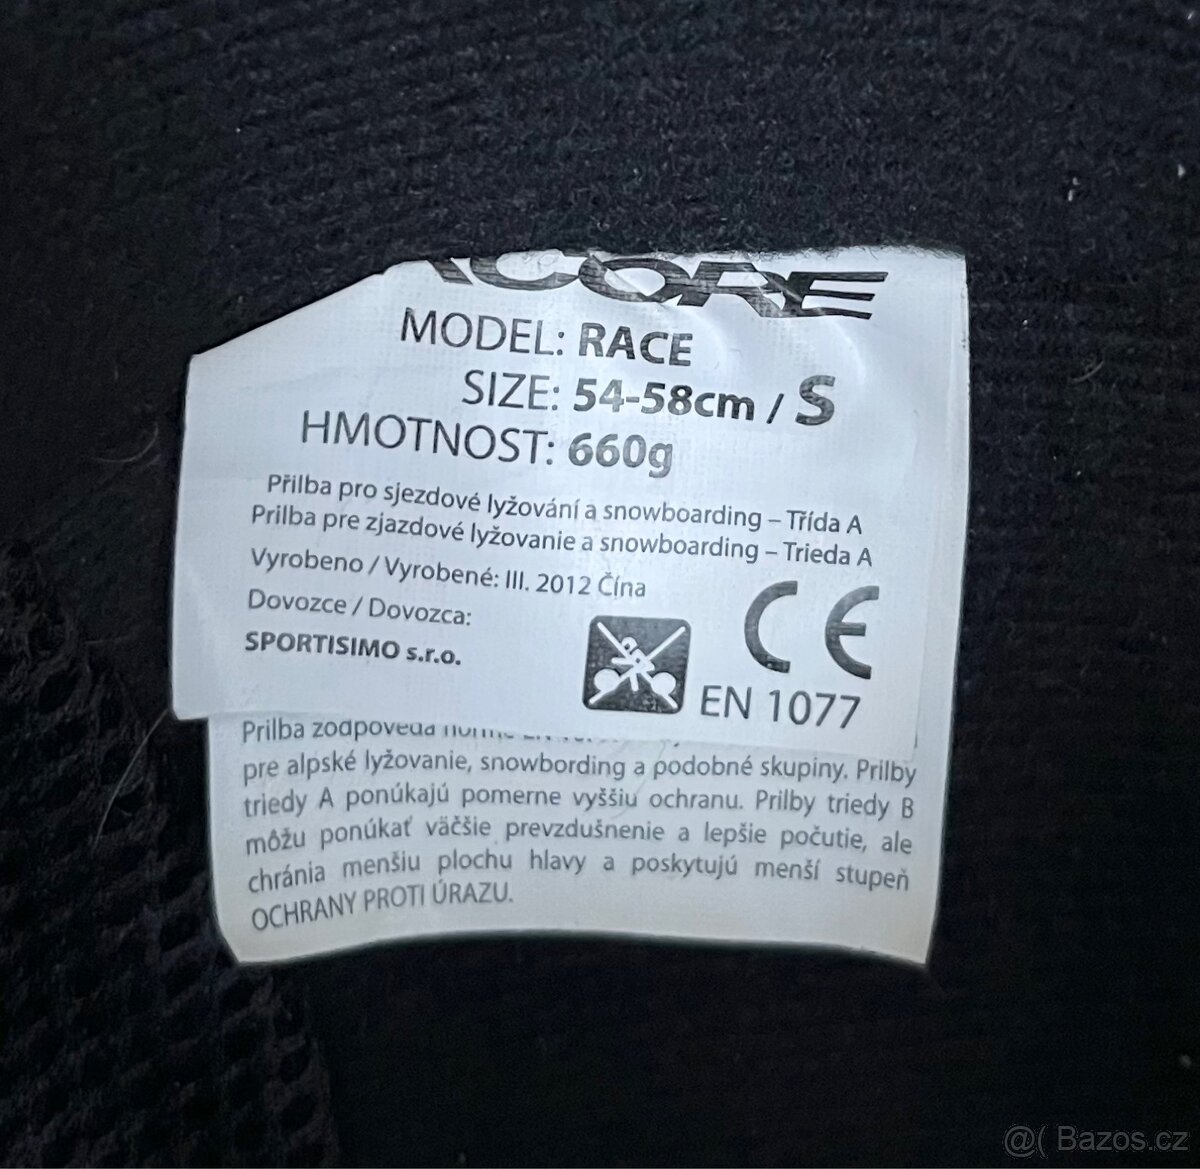 CORE
MODEL: RACE
SIZE: 54-58cm / S
HMOTNOST: 660g
Přilba pro sjezdové lyžování a snowboarding – Třída A
Prilba pre zjazdové lyžovanie a snowboarding – Trieda A
Vyrobeno / Vyrobené: III. 2012 Čína
Dovozce / Dovozca:
SPORTISIMO s.r.o.
CE
EN 1077
Prilba zodpovedá
pre alpské lyžovanie, snowbording a podobné skupiny. Prilby
triedy A ponúkajú pomerne vyššiu ochranu. Prilby triedy B
môžu ponúkať väčšie prevzdušnenie a lepšie počutie, ale
chránia menšiu plochu hlavy a poskytujú menší stupeň
OCHRANY PROTI ÚRAZU.
@( Bazos.cz